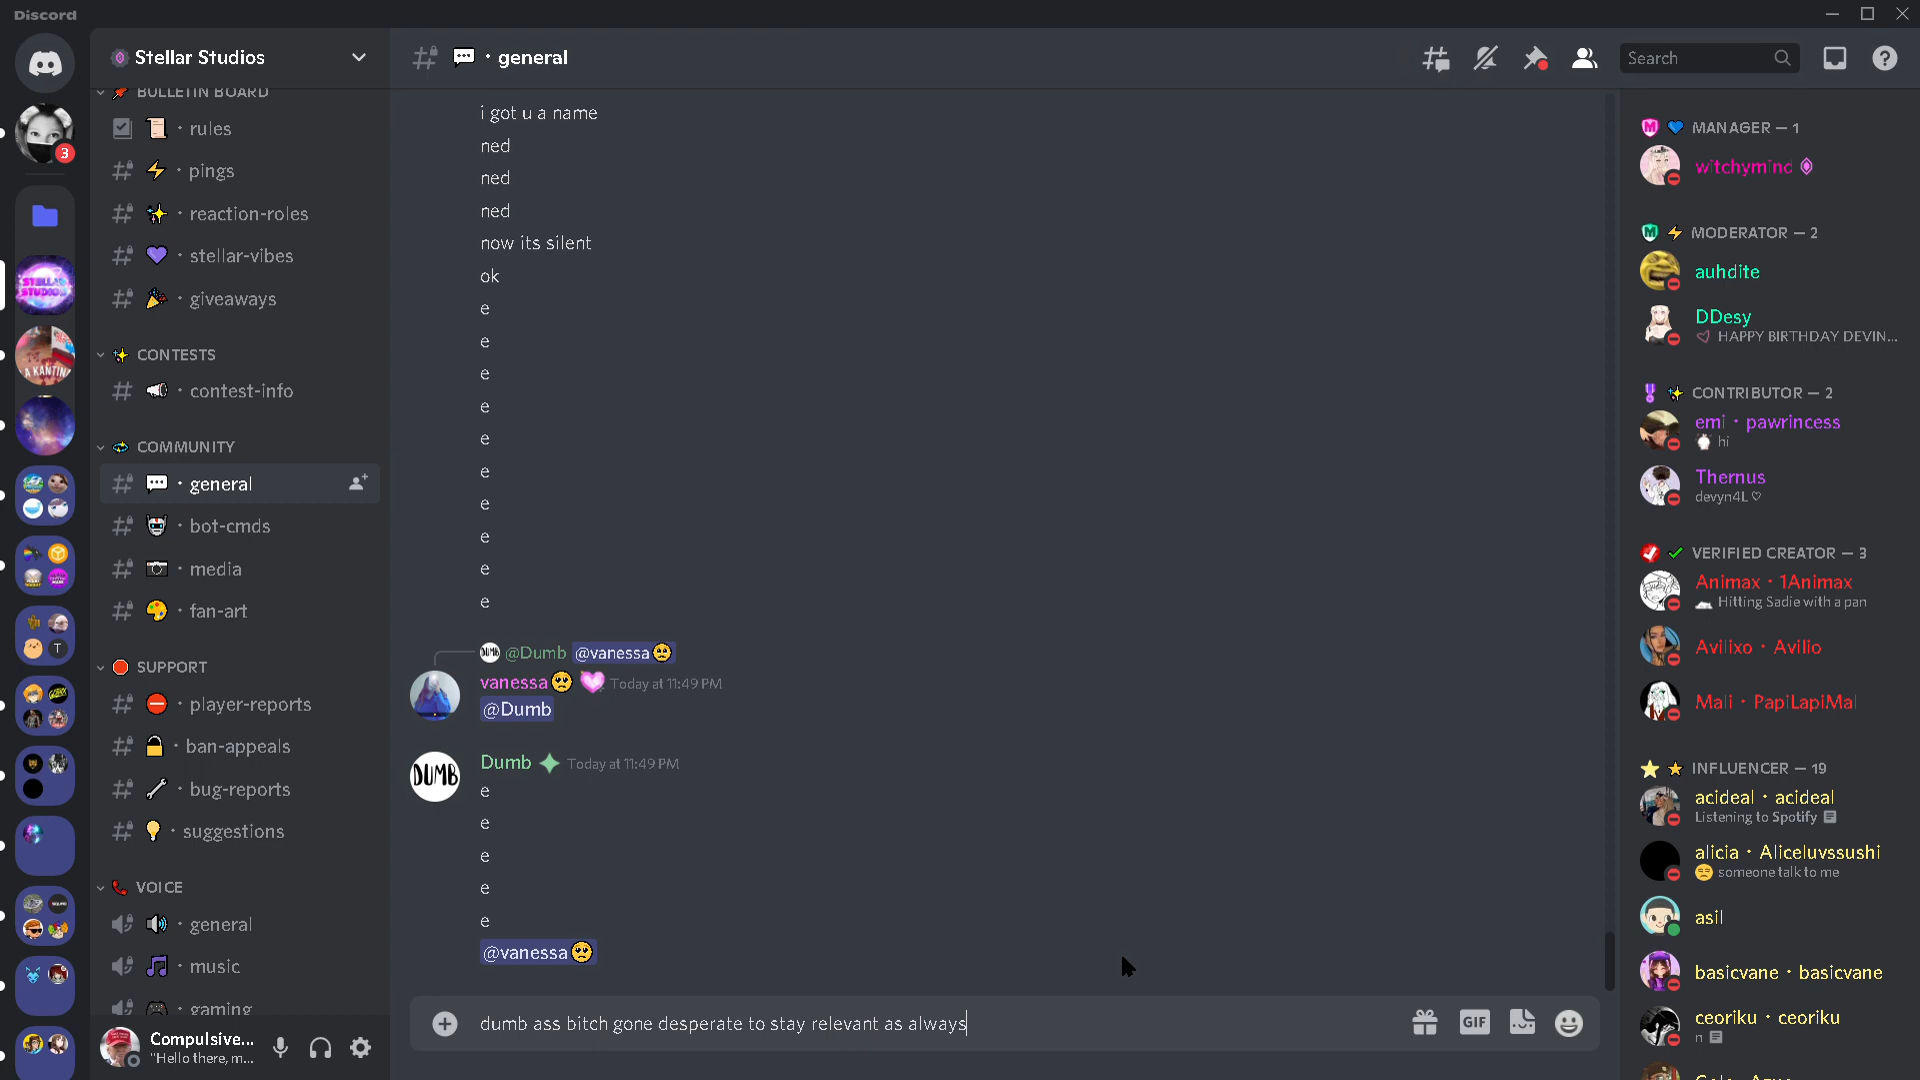 Discord
Stellar Studios
general
Search
BULLETIN BOARD
rules
pings
reaction-roles
stellar-vibes
giveaways
CONTESTS
contest-info
COMMUNITY
general
bot-cmds
media
fan-art
SUPPORT
player-reports
ban-appeals
bug-reports
suggestions
VOICE
general
music
gaming
Compulsive...
"Hello there, m...
3
i got u a name
ned
ned
ned
now its silent
ok
e
e
e
e
e
e
e
e
e
e
DUMB @Dumb @vanessa
vanessa Today at 11:49 PM
@Dumb
DUMB
Dumb Today at 11:49 PM
e
e
e
e
e
@vanessa
dumb ass bitch gone desperate to stay relevant as always
GIF
MANAGER — 1
witchymind
MODERATOR — 2
auhdite
DDesy
HAPPY BIRTHDAY DEVIN...
CONTRIBUTOR — 2
emi · pawrincess
hi
Thernus
devyn4L ♡
VERIFIED CREATOR — 3
Animax · 1Animax
Hitting Sadie with a pan
Avilixo · Avilio
Mali · PapiLapiMal
INFLUENCER — 19
acideal · acideal
Listening to Spotify
alicia · Aliceluvssushi
someone talk to me
asil
basicvane · basicvane
ceoriku · ceoriku
n